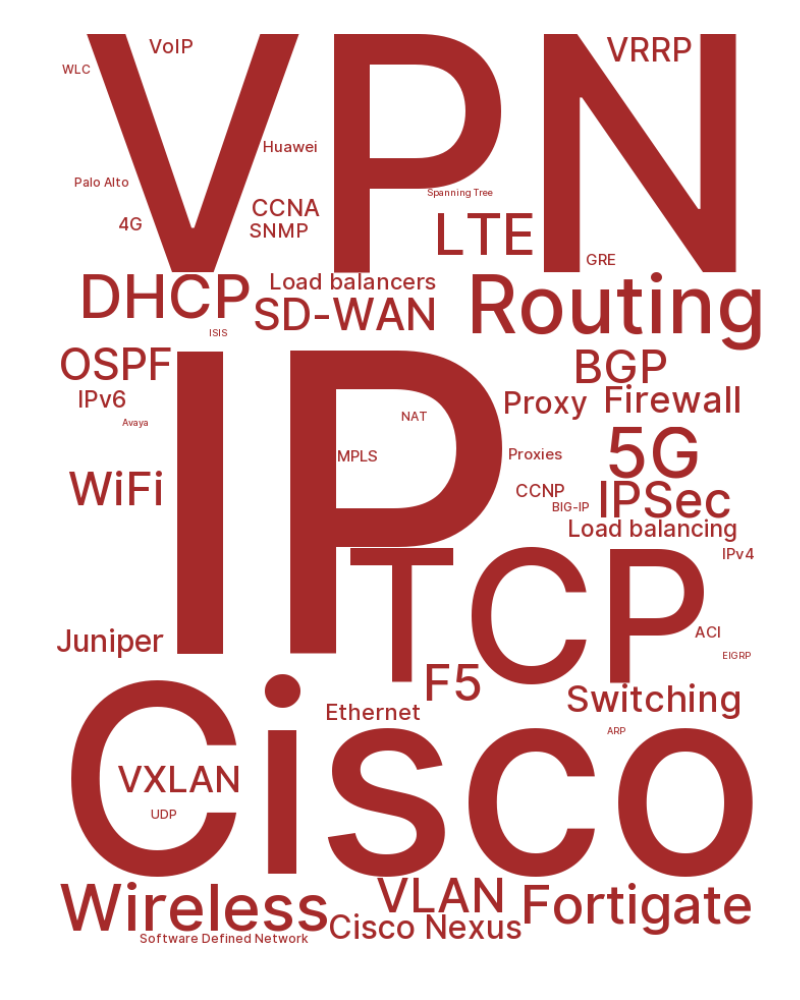 VPN
VoIP
VRRP
WLC
Huawei
Palo Alto
Spanning Tree
CCNA
4G
SNMP
LTE
GRE
DHCP
Load balancers
Routing
SD-WAN
ISIS
OSPF
IP
BGP
IPv6
Proxy
Firewall
NAT
Avaya
MPLS
Proxies
5G
WiFi
CCNP
IPSec
BIG-IP
Load balancing
IPv4
TCP
Juniper
ACI
EIGRP
F5
Switching
Ethernet
ARP
Cisco
VXLAN
UDP
Wireless
VLAN
Fortigate
Cisco Nexus
Software Defined Network